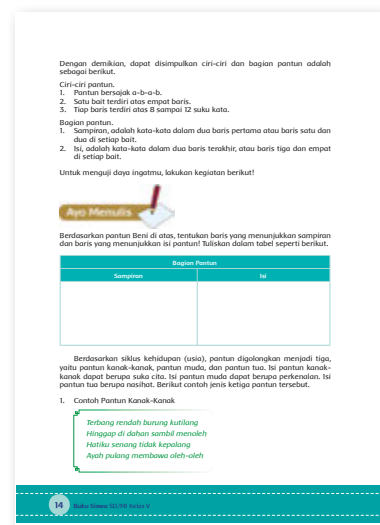 Dengan demikian, dapat disimpulkan ciri-ciri dan bagian pantun adalah
sebagai berikut.
Ciri-ciri pantun.
1. Pantun bersajak a-b-a-b.
2. Satu bait terdiri atas empat baris.
3. Tiap baris terdiri atas 8 sampai 12 suku kata.
Bagian pantun.
1. Sampiran, adalah kata-kata dalam dua baris pertama atau baris satu dan
dua di setiap bait.
2. Isi, adalah kata-kata dalam dua baris terakhir, atau baris tiga dan empat
di setiap bait.
Untuk menguji daya ingatmu, lakukan kegiatan berikut!
Ayo Menulis
Berdasarkan pantun Beni di atas, tentukan baris yang menunjukkan sampiran
dan baris yang menunjukkan isi pantun! Tuliskan dalam tabel seperti berikut.
Bagian Pantun
Sampiran Isi
Berdasarkan siklus kehidupan (usia), pantun digolongkan menjadi tiga,
yaitu pantun kanak-kanak, pantun muda, dan pantun tua. Isi pantun kanak-
kanak dapat berupa suka cita. Isi pantun muda dapat berupa perkenalan. Isi
pantun tua berupa nasihat. Berikut contoh jenis ketiga pantun tersebut.
1. Contoh Pantun Kanak-Kanak
Terbang rendah burung kutilang
Hinggap di dahan sambil menoleh
Hatiku senang tidak kepalang
Ayah pulang membawa oleh-oleh
14 Buku Siswa SD/MI Kelas V